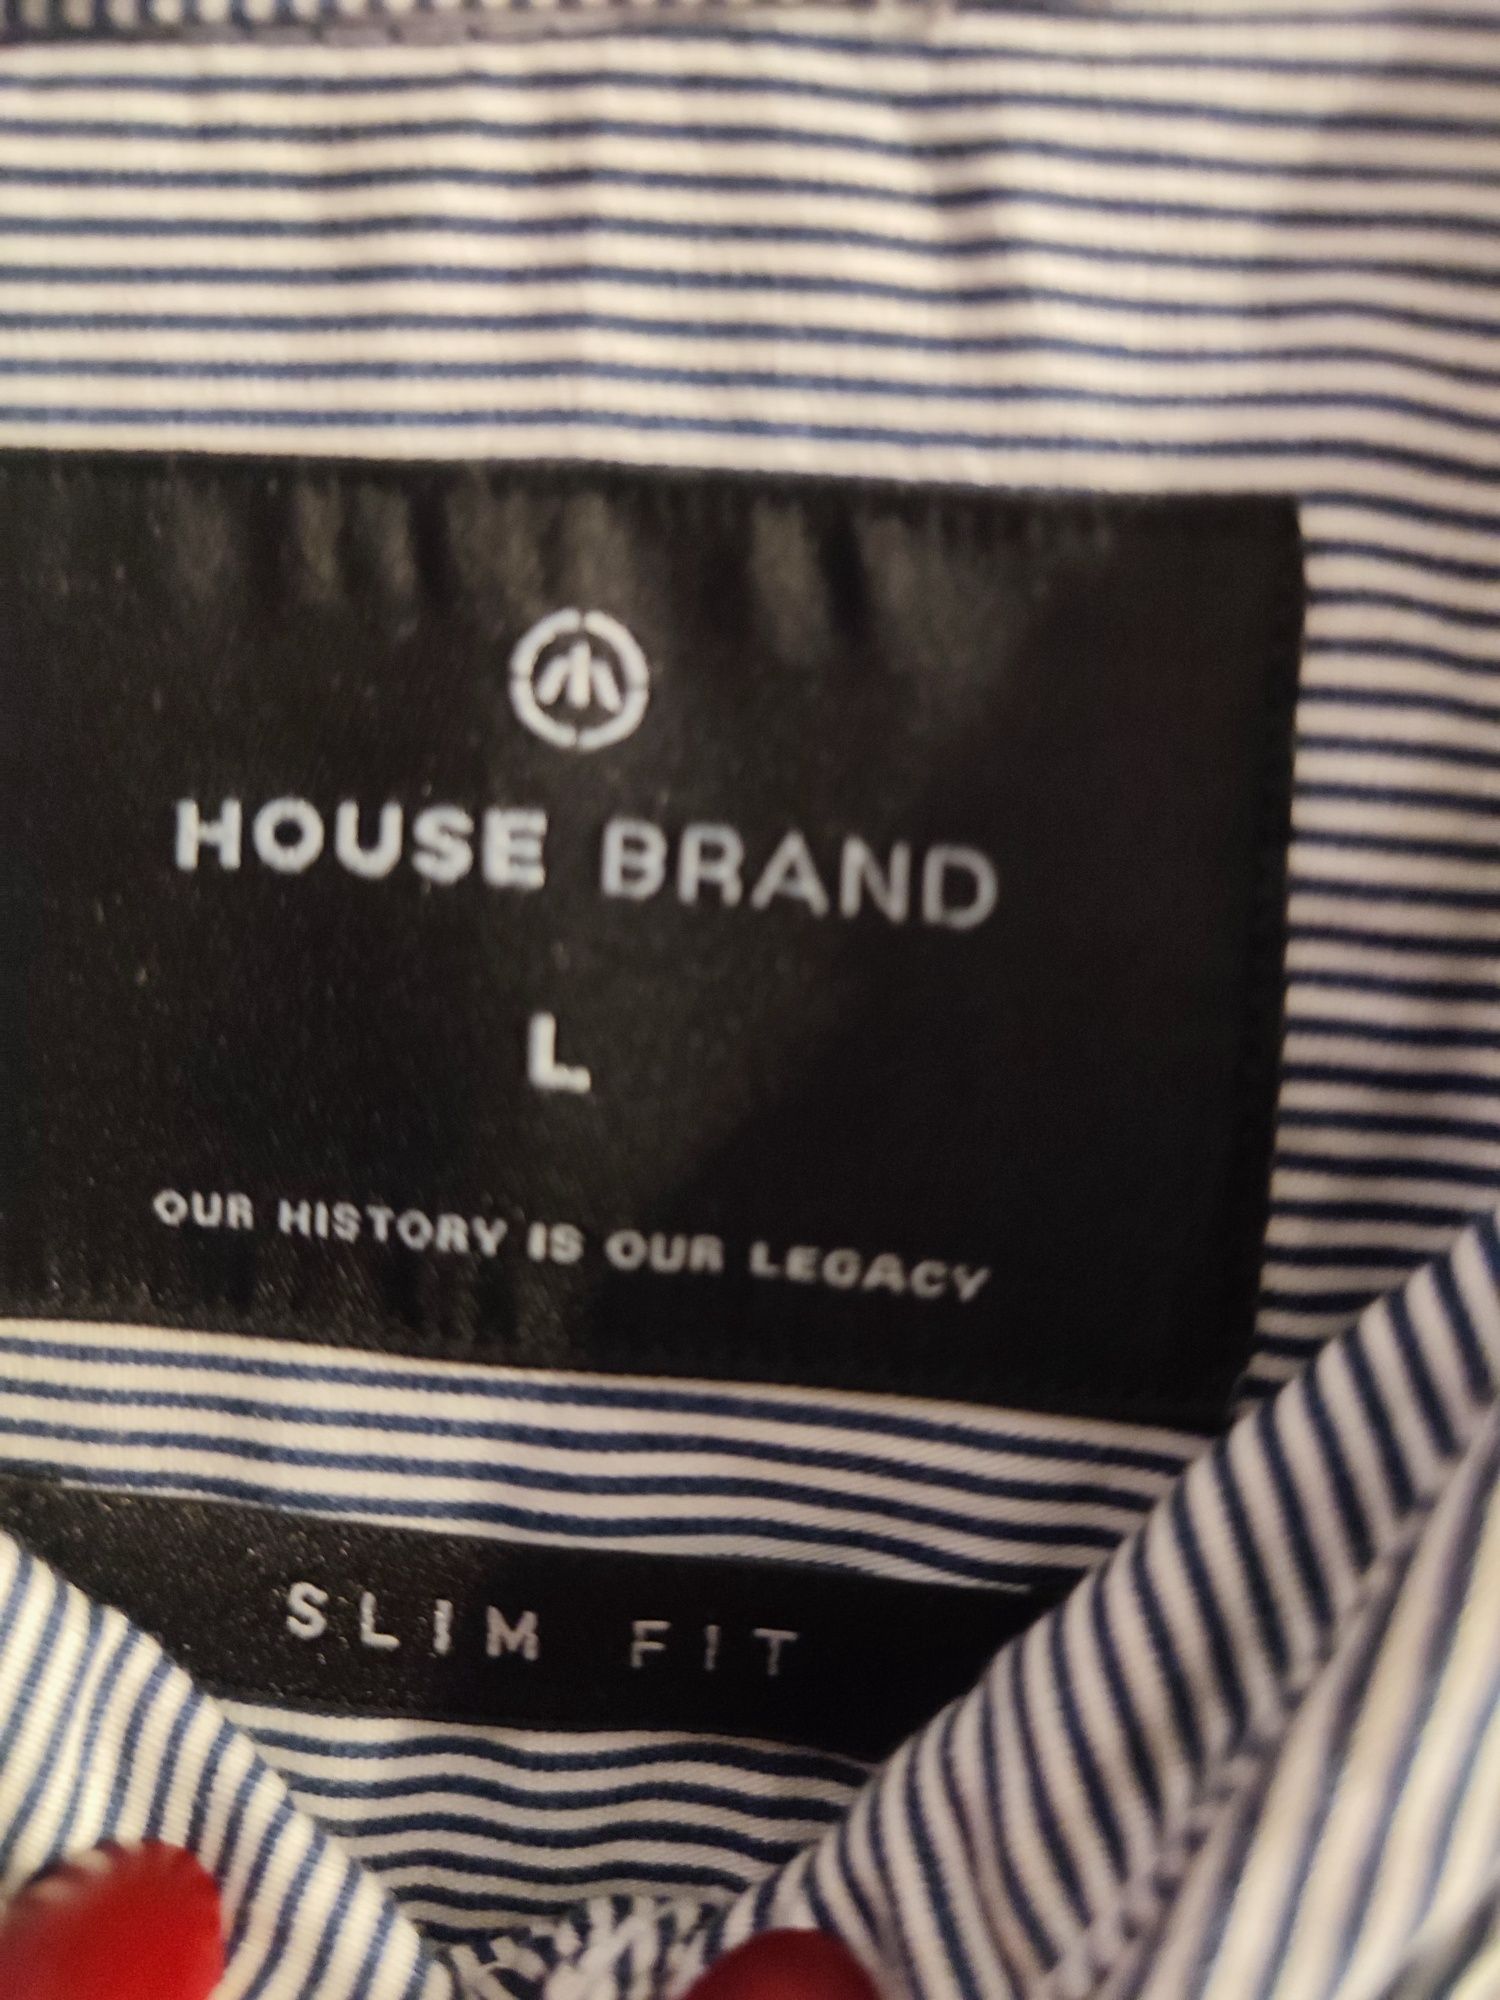 HOUSE BRAND
L
OUR HISTORY IS OUR LEGACY
SLIM FIT